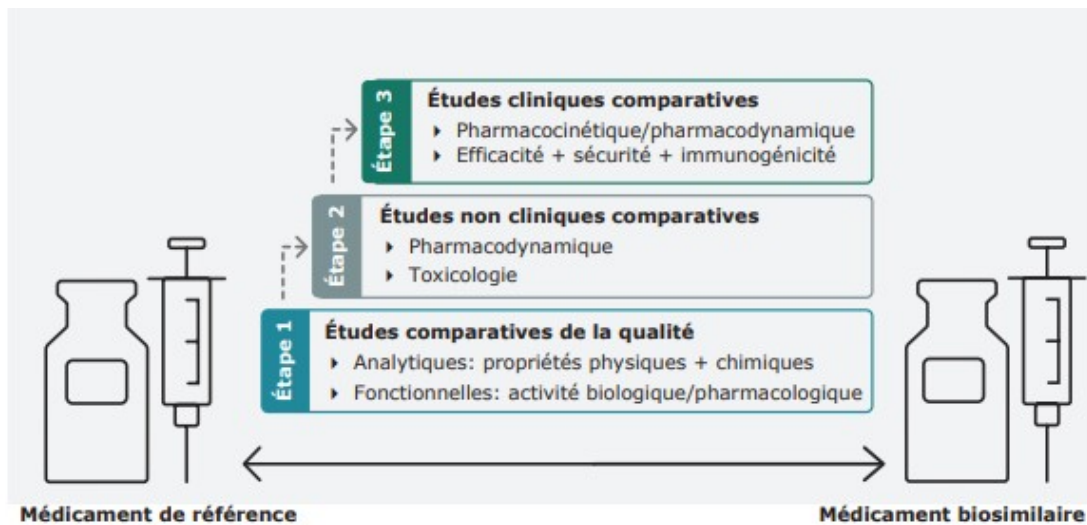 Étape 3
Études cliniques comparatives
▸ Pharmacocinétique/pharmacodynamique
▸ Efficacité + sécurité + immunogénicité
Étape 2
Études non cliniques comparatives
▸ Pharmacodynamique
▸ Toxicologie
Étape 1
Études comparatives de la qualité
▸ Analytiques: propriétés physiques + chimiques
▸ Fonctionnelles: activité biologique/pharmacologique
Médicament de référence
Médicament biosimilaire